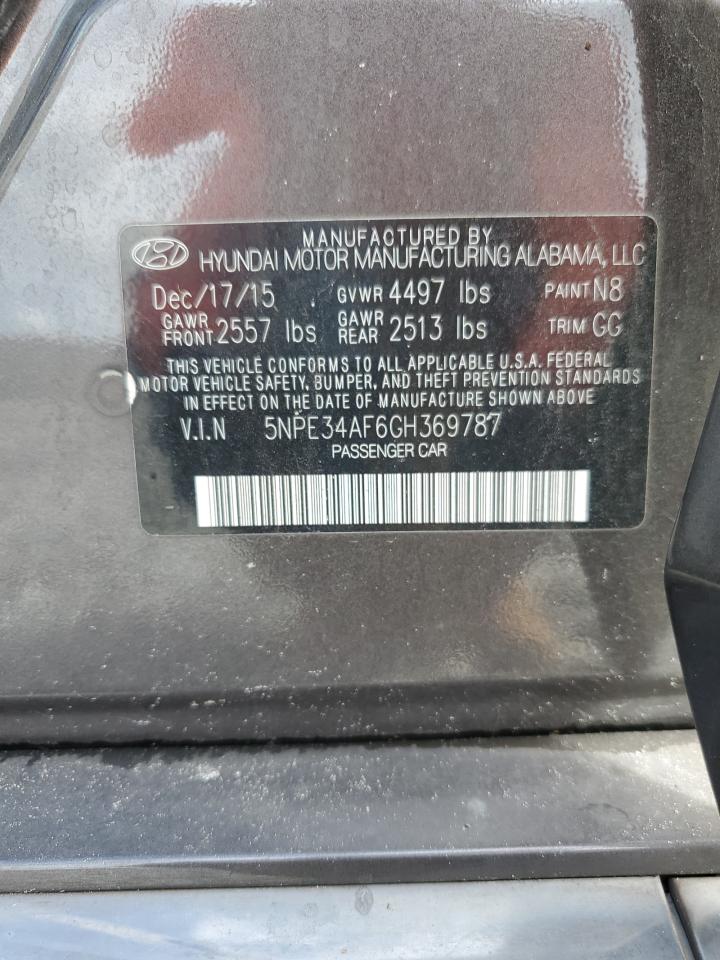 MANUFACTURED BY
HYUNDAI MOTOR MANUFACTURING ALABAMA, LLC
Dec/17/15 GVWR 4497 lbs PAINT N8
GAWR FRONT 2557 lbs GAWR REAR 2513 lbs TRIM GG
THIS VEHICLE CONFORMS TO ALL APPLICABLE U.S.A. FEDERAL
MOTOR VEHICLE SAFETY, BUMPER, AND THEFT PREVENTION STANDARDS
IN EFFECT ON THE DATE OF MANUFACTURE SHOWN ABOVE
V.I.N 5NPE34AF6GH369787
PASSENGER CAR